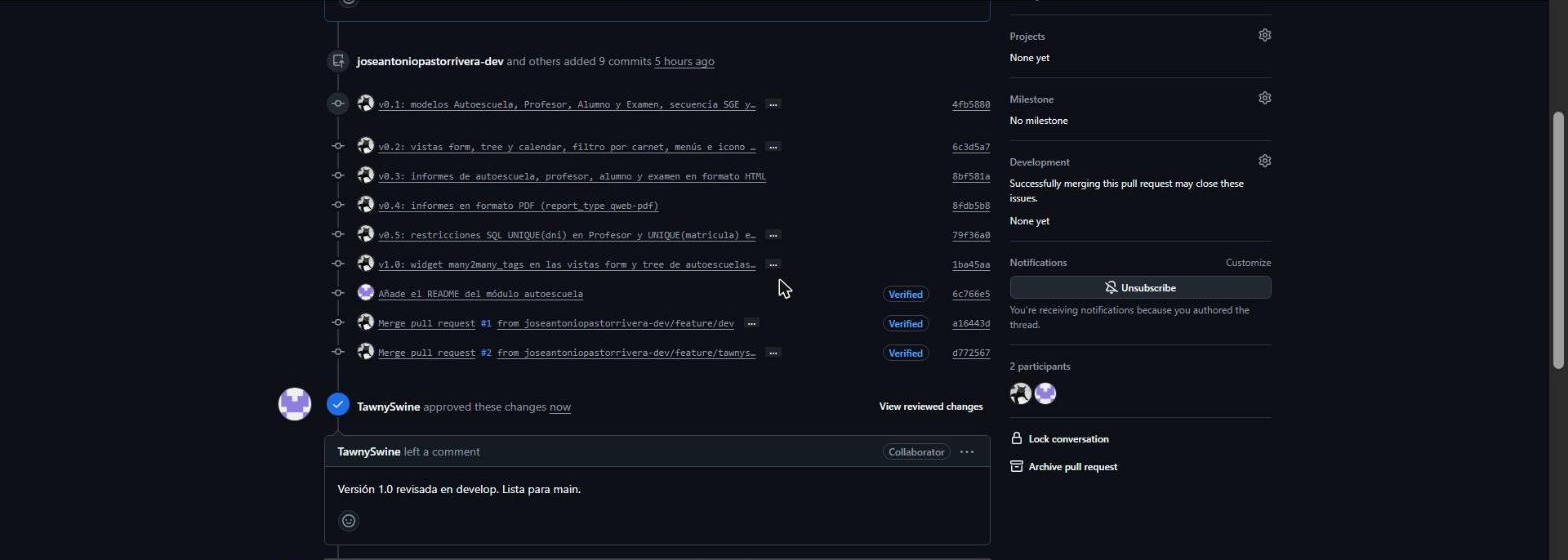 Projects
None yet
joseantoniopastorrivera-dev and others added 9 commits 5 hours ago
v0.1: modelos Autoescuela, Profesor, Alumno y Examen, secuencia SGE y… ... 4fb5880
Milestone
No milestone
v0.2: vistas form, tree y calendar, filtro por carnet, menús e icono … ... 6c3d5a7
v0.3: informes de autoescuela, profesor, alumno y examen en formato HTML 8bf581a
v0.4: informes en formato PDF (report_type qweb-pdf) 8fdb5b8
v0.5: restricciones SQL UNIQUE(dni) en Profesor y UNIQUE(matricula) e… ... 79f36a0
v1.0: widget many2many_tags en las vistas form y tree de autoescuelas… ... 1ba45aa
Añade el README del módulo autoescuela Verified 6c766e5
Merge pull request #1 from joseantoniopastorrivera-dev/feature/dev ... Verified a16443d
Merge pull request #2 from joseantoniopastorrivera-dev/feature/tawnys… ... Verified d772567
Development
Successfully merging this pull request may close these
issues.
None yet
Notifications Customize
Unsubscribe
You're receiving notifications because you authored the
thread.
2 participants
TawnySwine approved these changes now View reviewed changes
TawnySwine left a comment Collaborator ...
Versión 1.0 revisada en develop. Lista para main.
Lock conversation
Archive pull request